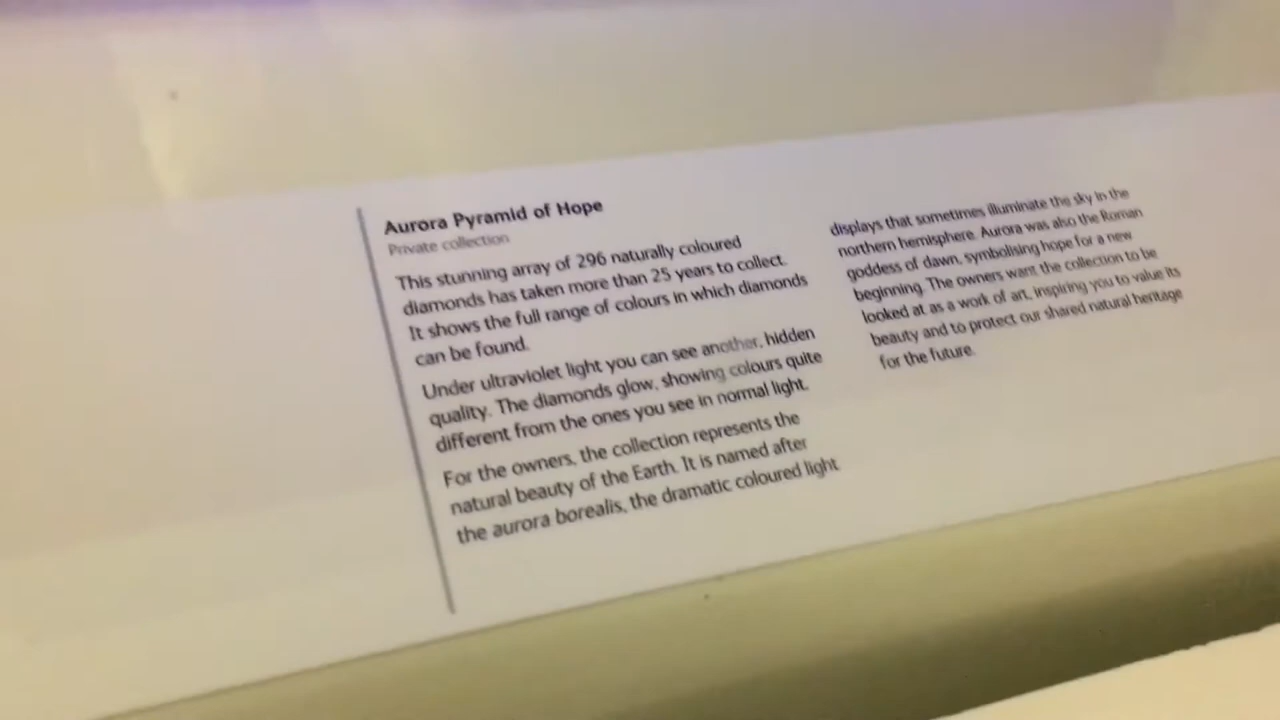 Aurora Pyramid of Hope
Private collection
This stunning array of 296 naturally coloured
diamonds has taken more than 25 years to collect.
It shows the full range of colours in which diamonds
can be found.
Under ultraviolet light you can see another, hidden
quality. The diamonds glow, showing colours quite
different from the ones you see in normal light.
For the owners, the collection represents the
natural beauty of the Earth. It is named after
the aurora borealis, the dramatic coloured light
displays that sometimes illuminate the sky in the
northern hemisphere. Aurora was also the Roman
goddess of dawn, symbolising hope for a new
beginning. The owners want the collection to be
looked at as a work of art, inspiring you to value its
beauty and to protect our shared natural heritage
for the future.